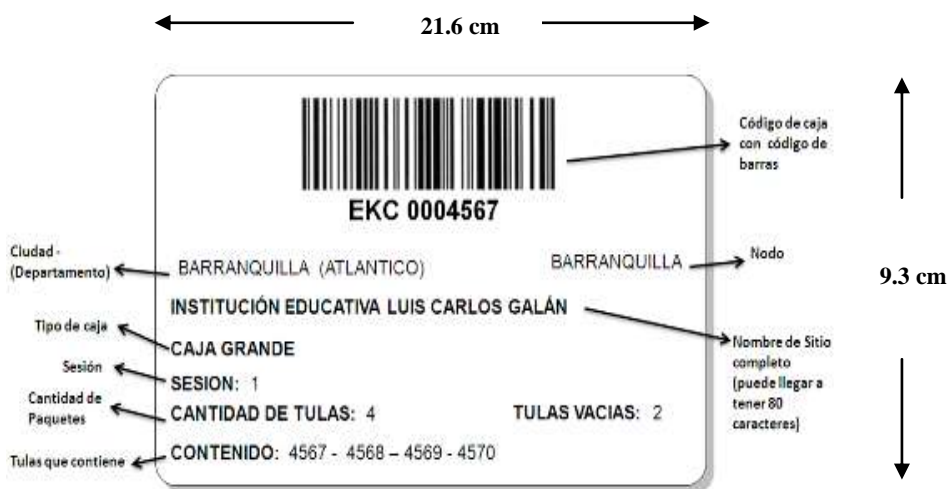 21.6 cm
Código de caja
con código de
barras
EKC 0004567
Ciudad -
(Departamento)
BARRANQUILLA (ATLANTICO)
BARRANQUILLA
Nodo
9.3 cm
INSTITUCIÓN EDUCATIVA LUIS CARLOS GALÁN
Tipo de caja
CAJA GRANDE
Nombre de Sitio
completo
(puede llegar a
tener 80
caracteres)
Sesión
SESION: 1
Cantidad de
Paquetes
CANTIDAD DE TULAS: 4
TULAS VACIAS: 2
Tulas que contiene
CONTENIDO: 4567 - 4568 – 4569 - 4570